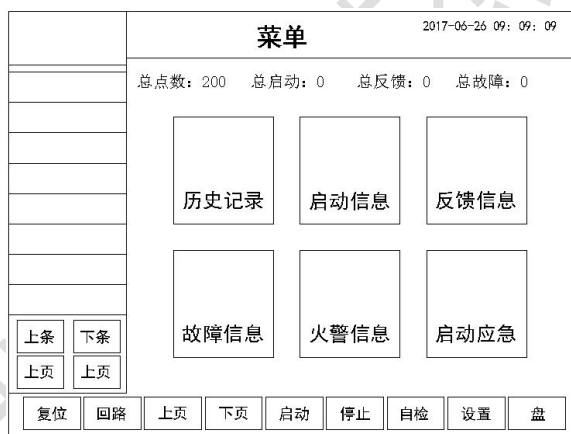 菜单
2017-06-26 09: 09: 09
总点数: 200 总启动: 0 总反馈: 0 总故障: 0
历史记录 启动信息 反馈信息
故障信息 火警信息 启动应急
上条 下条
上页 上页
复位 回路 上页 下页 启动 停止 自检 设置 盘